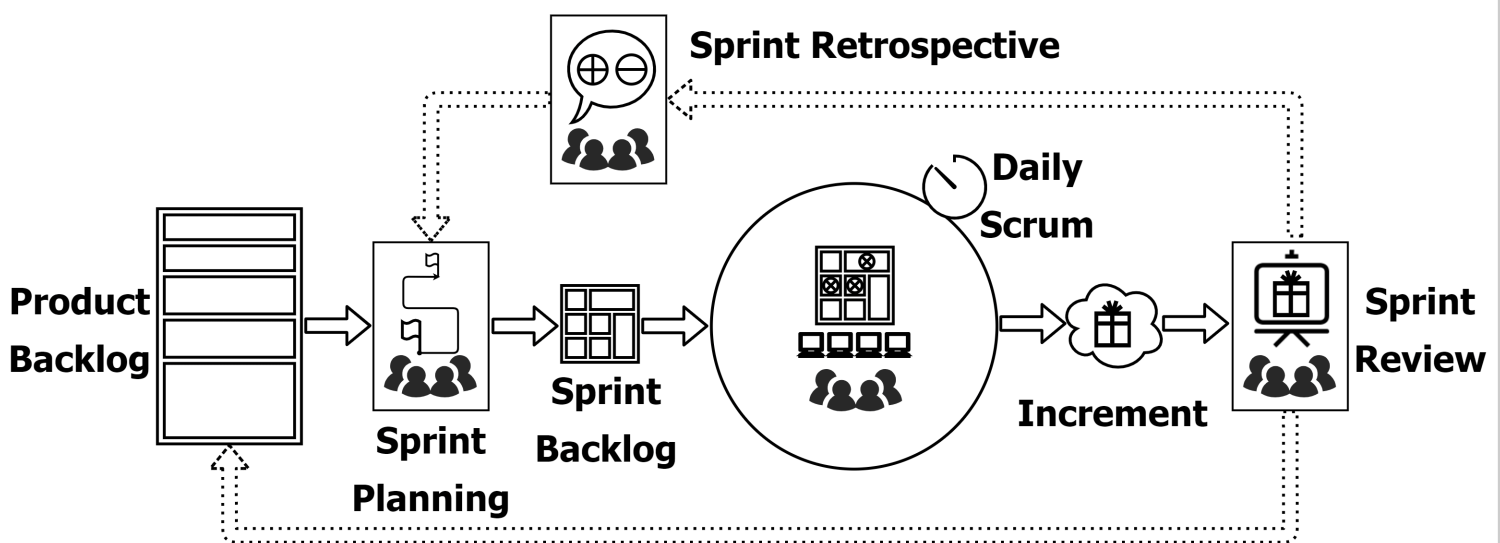 Sprint Retrospective
Daily
Scrum
Product
Backlog
Sprint
Planning
Sprint
Backlog
Increment
Sprint
Review